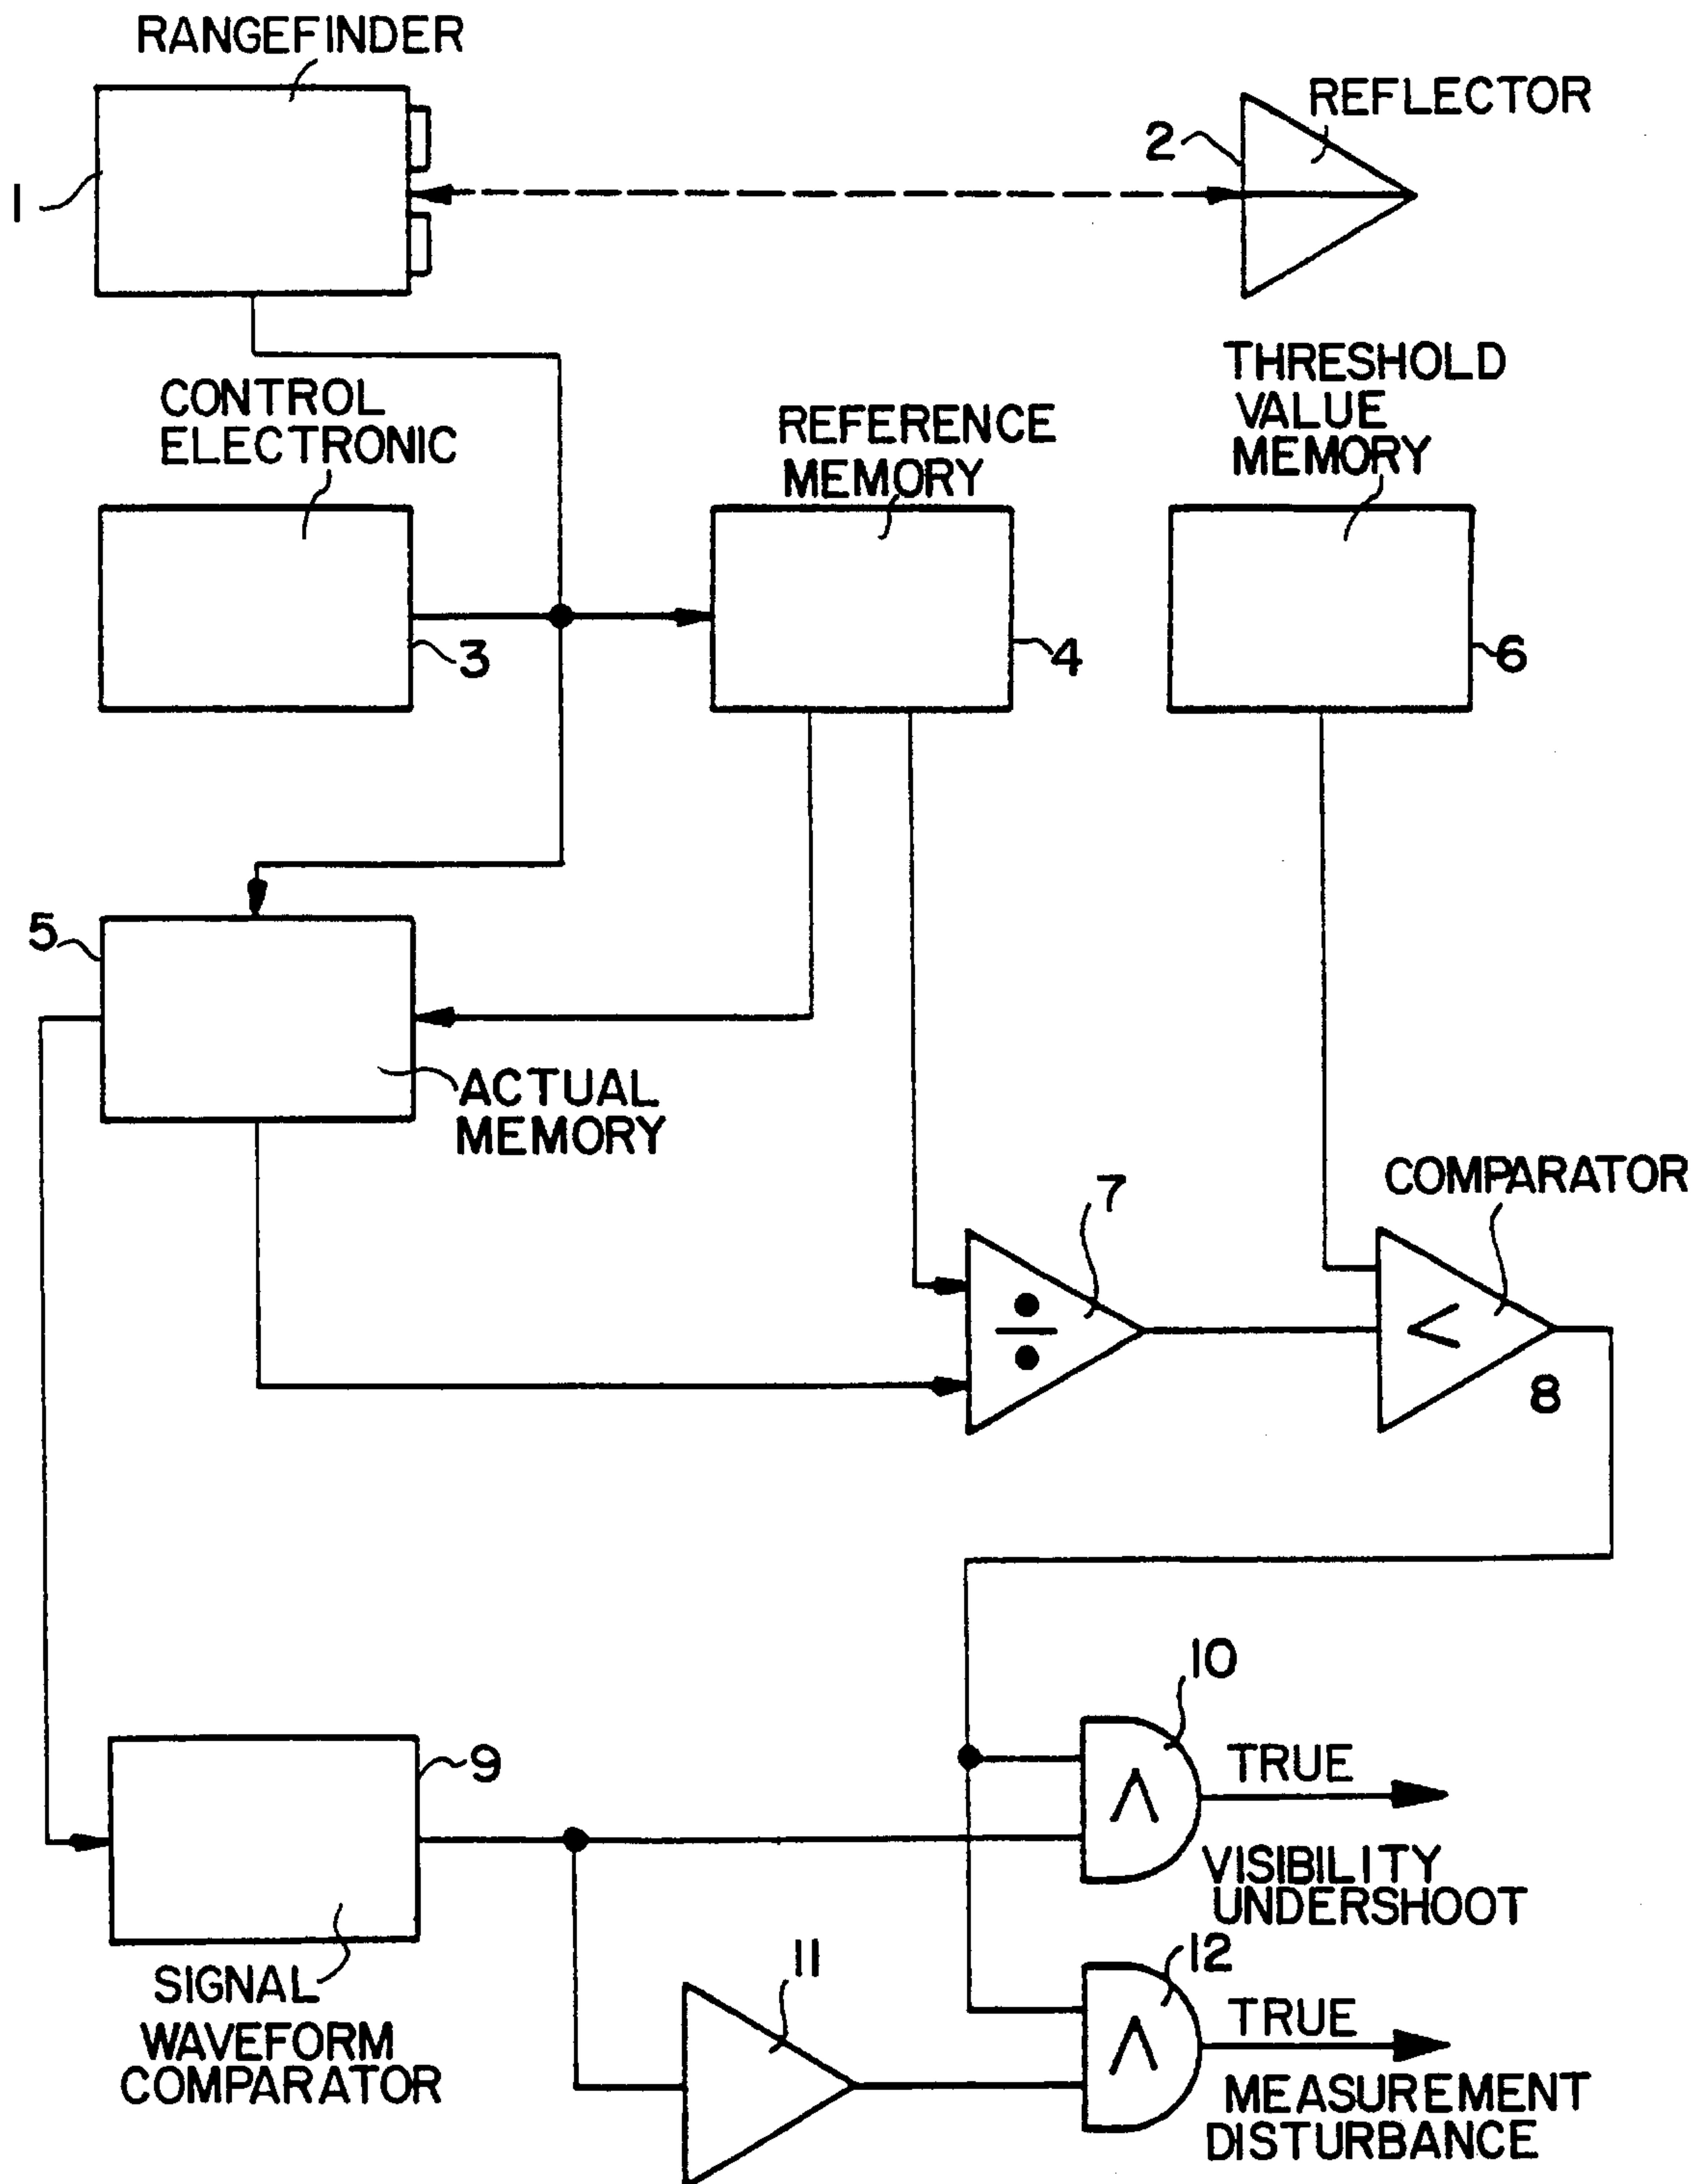 RANGEFINDER
REFLECTOR
1
2
CONTROL
ELECTRONIC
REFERENCE
MEMORY
THRESHOLD
VALUE
MEMORY
3
4
6
5
ACTUAL
MEMORY
7
COMPARATOR
÷
<
8
10
9
TRUE
∧
VISIBILITY
UNDERSHOOT
SIGNAL
WAVEFORM
COMPARATOR
11
12
TRUE
∧
MEASUREMENT
DISTURBANCE